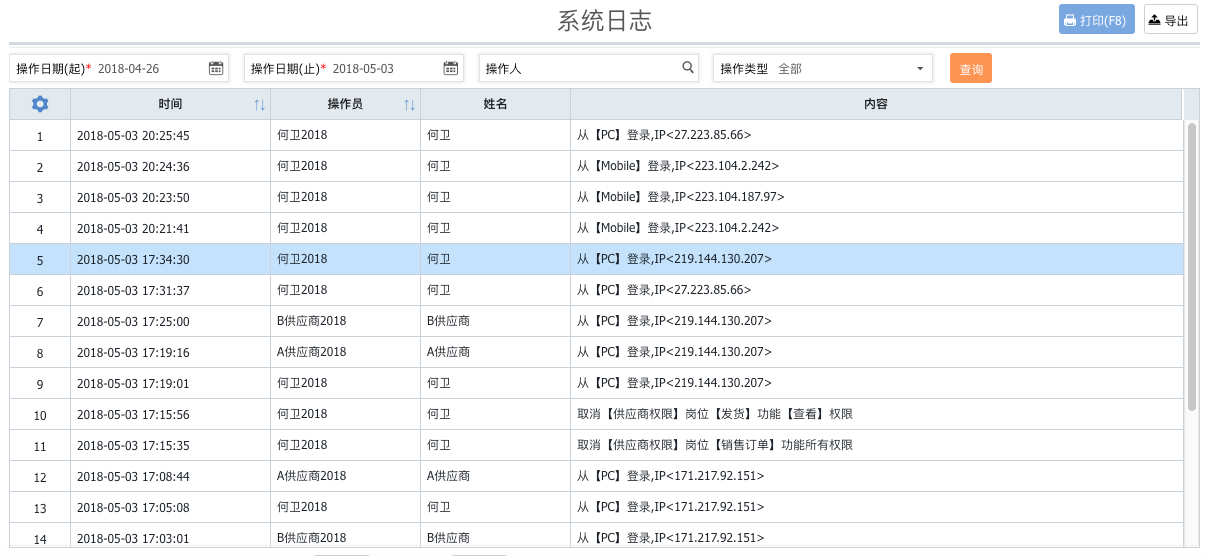 系统日志
打印(F8) 导出
操作日期(起)* 2018-04-26 操作日期(止)* 2018-05-03 操作人 操作类型 全部 查询
时间 操作员 姓名 内容
1 2018-05-03 20:25:45 何卫2018 何卫 从【PC】登录,IP<27.223.85.66>
2 2018-05-03 20:24:36 何卫2018 何卫 从【Mobile】登录,IP<223.104.2.242>
3 2018-05-03 20:23:50 何卫2018 何卫 从【Mobile】登录,IP<223.104.187.97>
4 2018-05-03 20:21:41 何卫2018 何卫 从【Mobile】登录,IP<223.104.2.242>
5 2018-05-03 17:34:30 何卫2018 何卫 从【PC】登录,IP<219.144.130.207>
6 2018-05-03 17:31:37 何卫2018 何卫 从【PC】登录,IP<27.223.85.66>
7 2018-05-03 17:25:00 B供应商2018 B供应商 从【PC】登录,IP<219.144.130.207>
8 2018-05-03 17:19:16 A供应商2018 A供应商 从【PC】登录,IP<219.144.130.207>
9 2018-05-03 17:19:01 何卫2018 何卫 从【PC】登录,IP<219.144.130.207>
10 2018-05-03 17:15:56 何卫2018 何卫 取消【供应商权限】岗位【发货】功能【查看】权限
11 2018-05-03 17:15:35 何卫2018 何卫 取消【供应商权限】岗位【销售订单】功能所有权限
12 2018-05-03 17:08:44 A供应商2018 A供应商 从【PC】登录,IP<171.217.92.151>
13 2018-05-03 17:05:08 何卫2018 何卫 从【PC】登录,IP<171.217.92.151>
14 2018-05-03 17:03:01 B供应商2018 B供应商 从【PC】登录,IP<171.217.92.151>